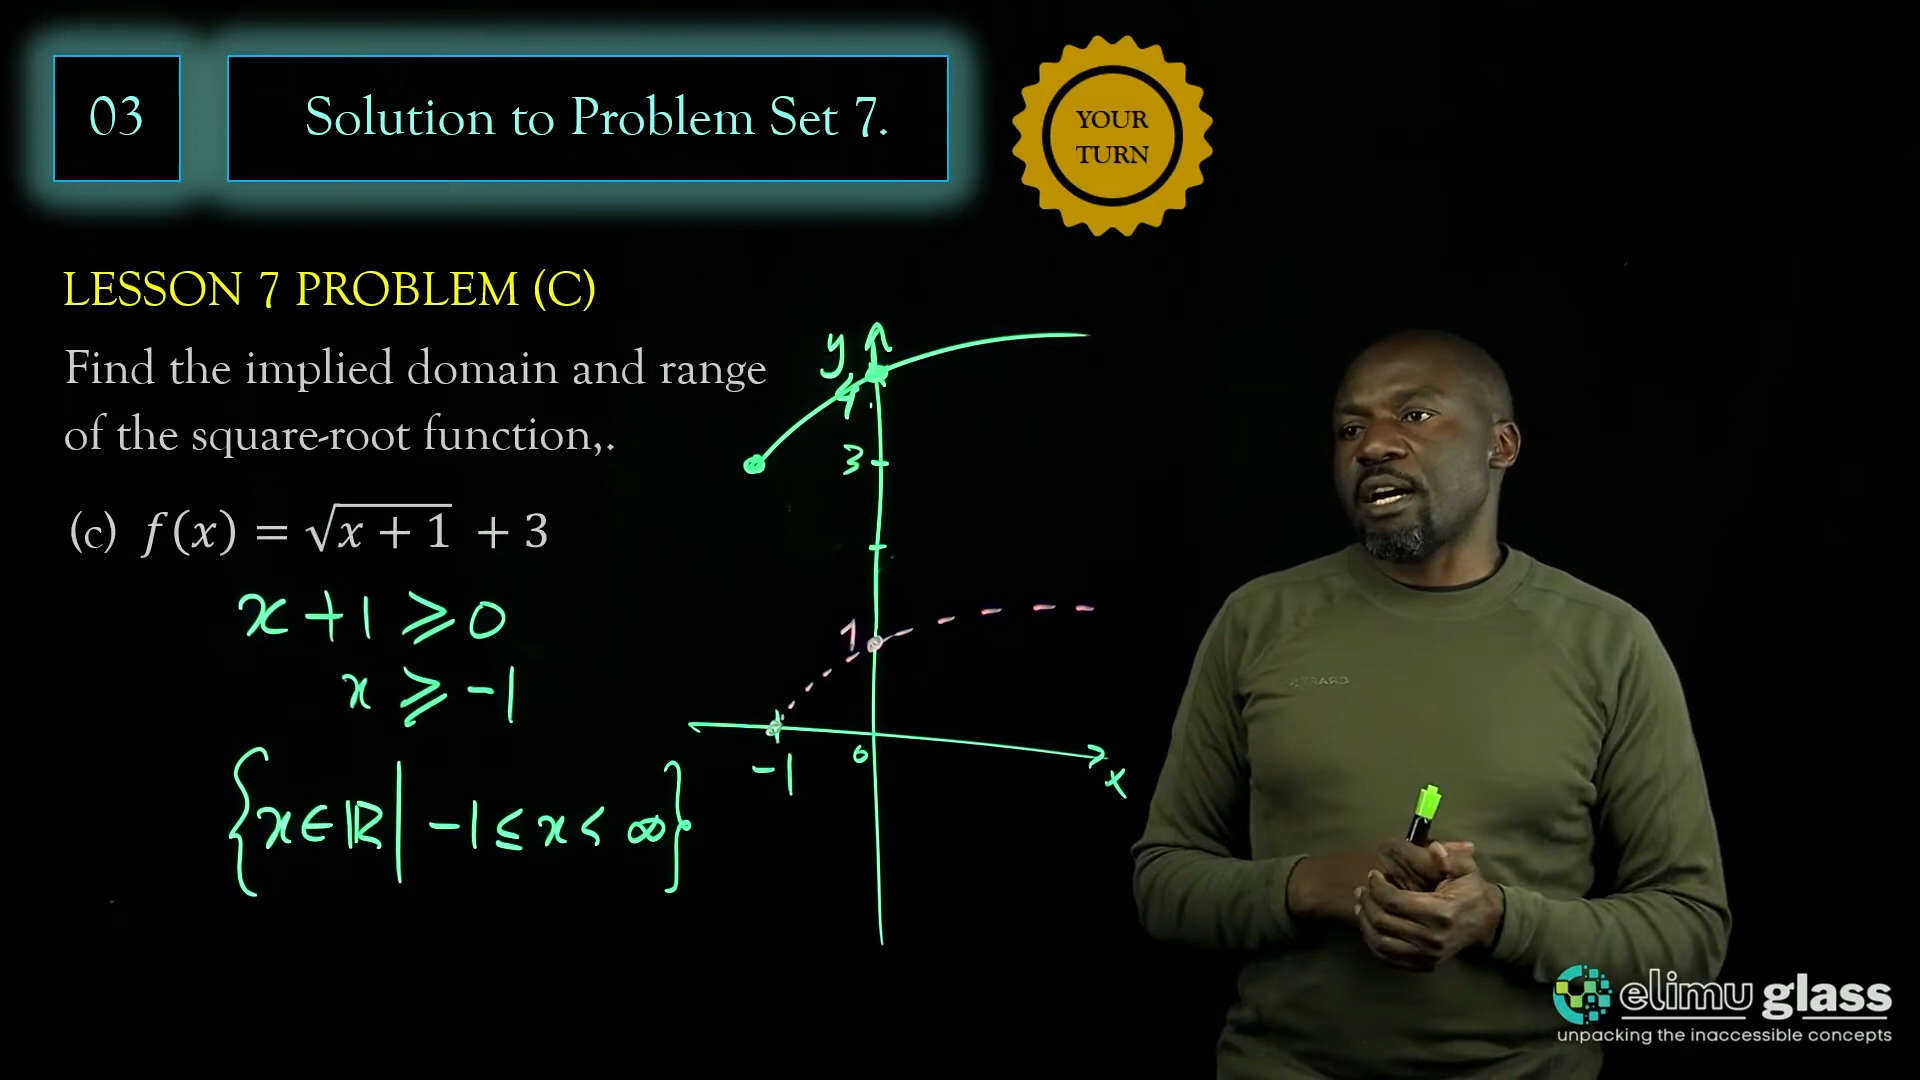 03
Solution to Problem Set 7.
YOUR
TURN
LESSON 7 PROBLEM (C)
Find the implied domain and range
of the square-root function,.
(c) f(x) = √(x + 1) + 3
x + 1 ⩾ 0
x ⩾ -1
{x ∈ ℝ | -1 ≤ x < ∞}
y
4
3
1
-1
0
x
elimu glass
unpacking the inaccessible concepts